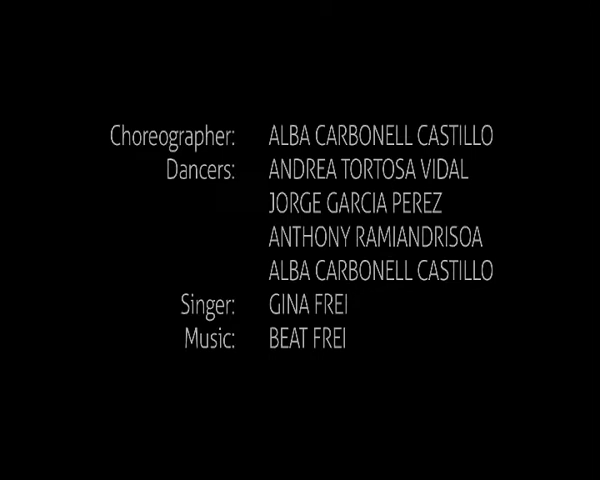 Choreographer: ALBA CARBONELL CASTILLO
Dancers: ANDREA TORTOSA VIDAL
JORGE GARCIA PEREZ
ANTHONY RAMIANDRISOA
ALBA CARBONELL CASTILLO
Singer: GINA FREI
Music: BEAT FREI